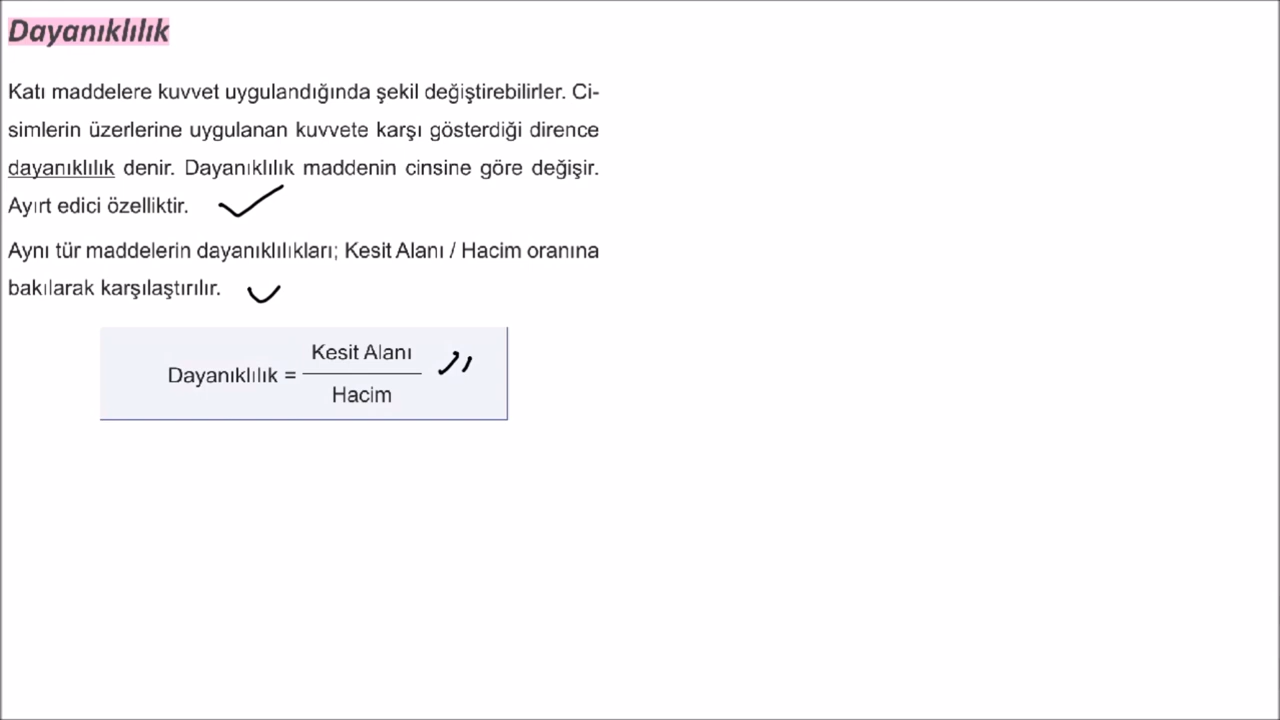 Dayanıklılık
Katı maddelere kuvvet uygulandığında şekil değiştirebilirler. Ci-
simlerin üzerlerine uygulanan kuvvete karşı gösterdiği dirence
dayanıklılık denir. Dayanıklılık maddenin cinsine göre değişir.
Ayırt edici özelliktir.
Aynı tür maddelerin dayanıklılıkları; Kesit Alanı / Hacim oranına
bakılarak karşılaştırılır.
Dayanıklılık = Kesit Alanı
Hacim